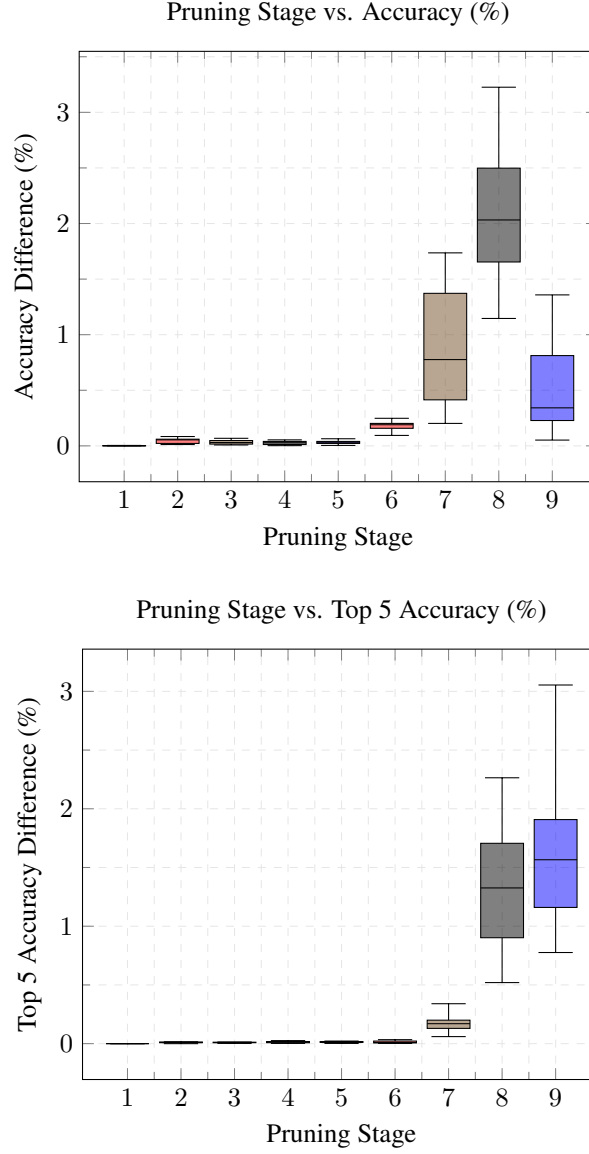 Pruning Stage vs. Accuracy (%)
3
2
1
0
Accuracy Difference (%)
1 2 3 4 5 6 7 8 9
Pruning Stage
Pruning Stage vs. Top 5 Accuracy (%)
3
2
1
0
Top 5 Accuracy Difference (%)
1 2 3 4 5 6 7 8 9
Pruning Stage